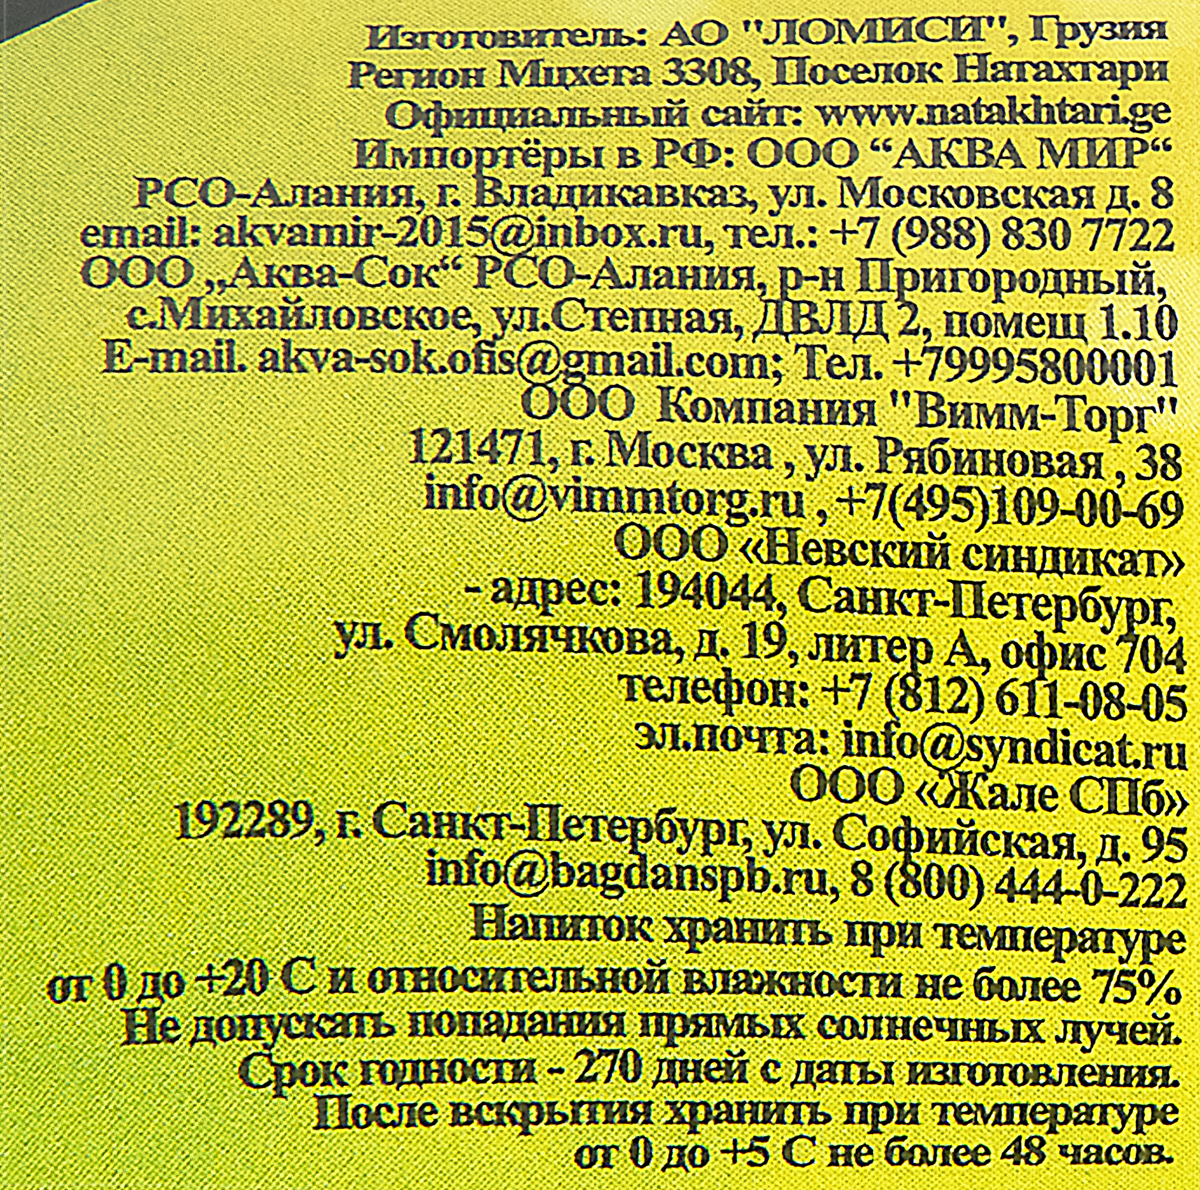 Изготовитель: АО "ЛОМИСИ", Грузия
Регион Мцхета 3308, Поселок Натахтари
Официальный сайт: www.natakhtari.ge
Импортёры в РФ: ООО “АКВА МИР“
РСО-Алания, г. Владикавказ, ул. Московская д. 8
email: akvamir-2015@inbox.ru, тел.: +7 (988) 830 7722
ООО „Аква-Сок“ РСО-Алания, р-н Пригородный,
с.Михайловское, ул.Степная, ДВЛД 2, помещ 1.10
E-mail. akva-sok.ofis@gmail.com; Тел. +79995800001
ООО Компания "Вимм-Торг"
121471, г. Москва , ул. Рябиновая , 38
info@vimmtorg.ru , +7(495)109-00-69
ООО «Невский синдикат»
- адрес: 194044, Санкт-Петербург,
ул. Смолячкова, д. 19, литер А, офис 704
телефон: +7 (812) 611-08-05
эл.почта: info@syndicat.ru
ООО «Жале СПб»
192289, г. Санкт-Петербург, ул. Софийская, д. 95
info@bagdanspb.ru, 8 (800) 444-0-222
Напиток хранить при температуре
от 0 до +20 С и относительной влажности не более 75%
Не допускать попадания прямых солнечных лучей.
Срок годности - 270 дней с даты изготовления.
После вскрытия хранить при температуре
от 0 до +5 С не более 48 часов.